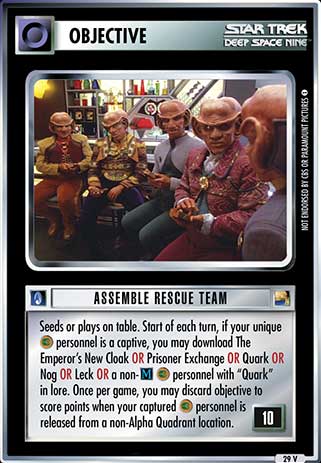 OBJECTIVE
STAR TREK
DEEP SPACE NINE
NOT ENDORSED BY CBS OR PARAMOUNT PICTURES
ASSEMBLE RESCUE TEAM
Seeds or plays on table. Start of each turn, if your unique
personnel is a captive, you may download The
Emperor's New Cloak OR Prisoner Exchange OR Quark OR
Nog OR Leck OR a non- M personnel with "Quark"
in lore. Once per game, you may discard objective to
score points when your captured personnel is
released from a non-Alpha Quadrant location.
10
29 V